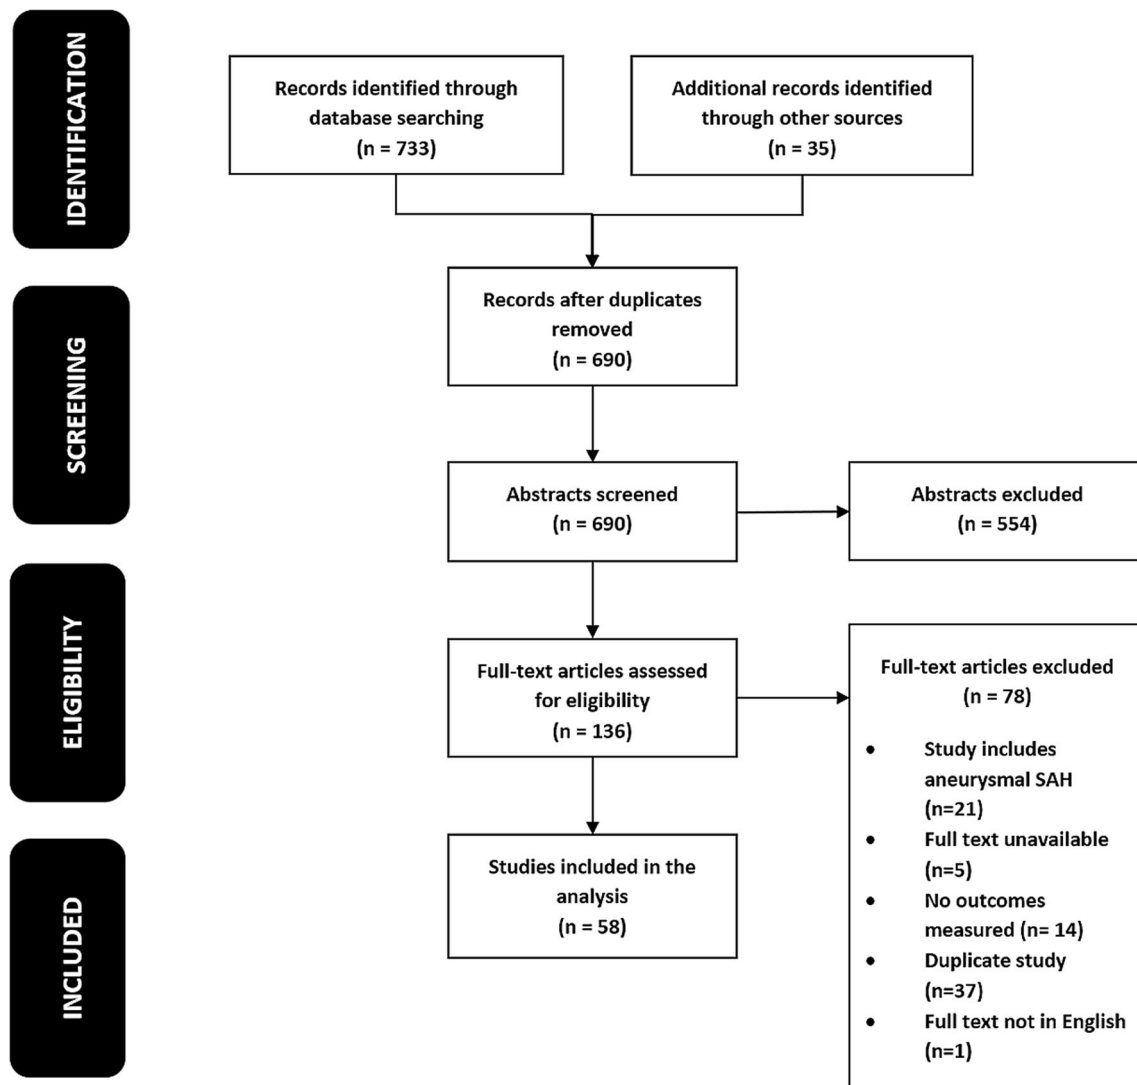 IDENTIFICATION
Records identified through
database searching
(n = 733)
Additional records identified
through other sources
(n = 35)
SCREENING
Records after duplicates
removed
(n = 690)
Abstracts screened
(n = 690)
Abstracts excluded
(n = 554)
ELIGIBILITY
Full-text articles assessed
for eligibility
(n = 136)
Full-text articles excluded
(n = 78)
• Study includes
aneurysmal SAH
(n=21)
• Full text unavailable
(n=5)
• No outcomes
measured (n= 14)
• Duplicate study
(n=37)
• Full text not in English
(n=1)
INCLUDED
Studies included in the
analysis
(n = 58)